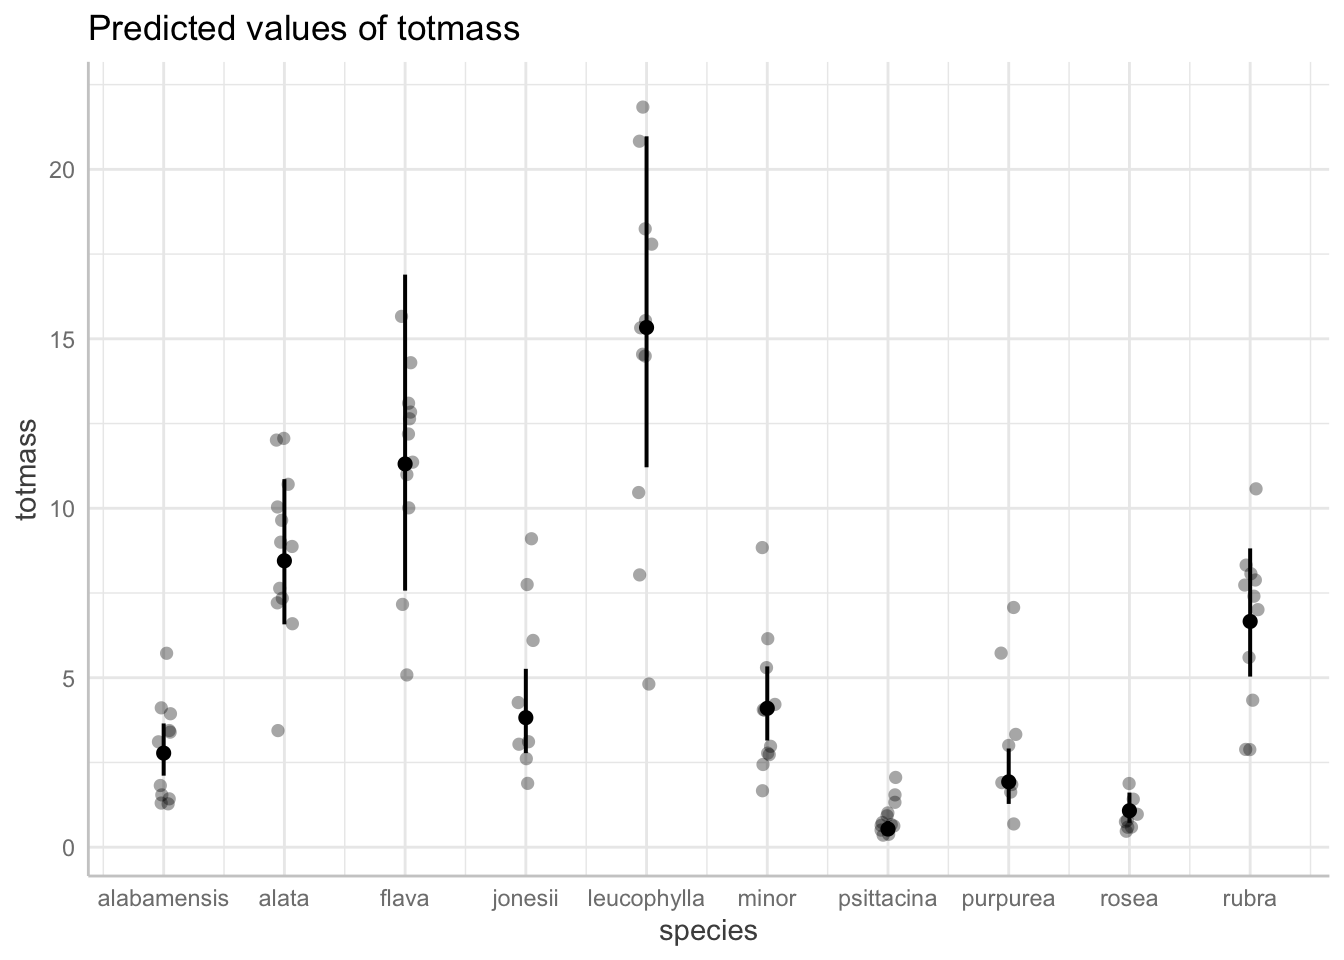 Predicted values of totmass
20
15
10
5
0
totmass
alabamensis alata flava jonesii leucophylla minor psittacina purpurea rosea rubra
species